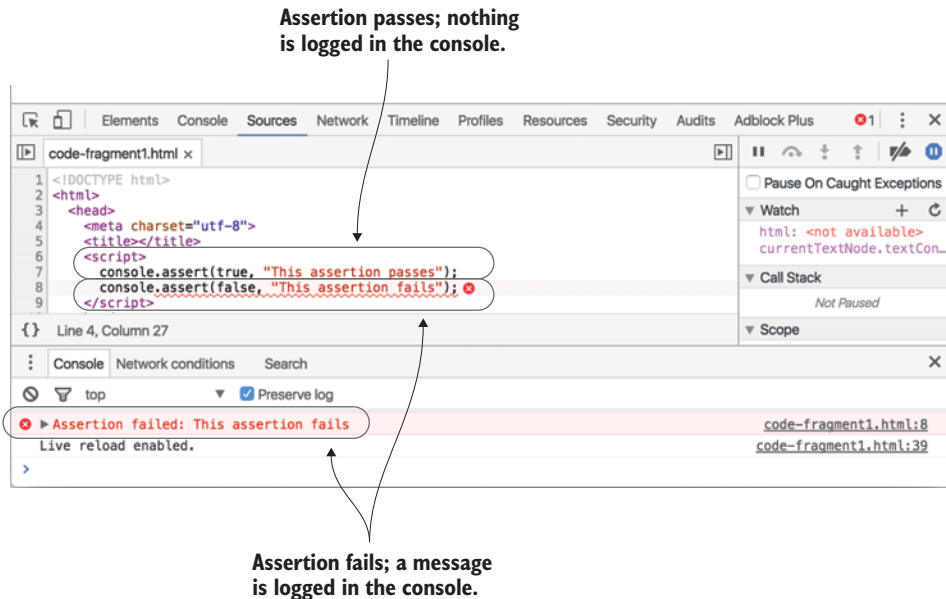 Assertion passes; nothing
is logged in the console.
Elements Console Sources Network Timeline Profiles Resources Security Audits Adblock Plus 1
code-fragment1.html ×
1 <!DOCTYPE html>
2 <html>
3 <head>
4 <meta charset="utf-8">
5 <title></title>
6 <script>
7 console.assert(true, "This assertion passes");
8 console.assert(false, "This assertion fails");
9 </script>
{} Line 4, Column 27
Pause On Caught Exceptions
Watch
html: <not available>
currentTextNode.textCon…
Call Stack
Not Paused
Scope
Console Network conditions Search
top Preserve log
Assertion failed: This assertion fails code-fragment1.html:8
Live reload enabled. code-fragment1.html:39
>
Assertion fails; a message
is logged in the console.